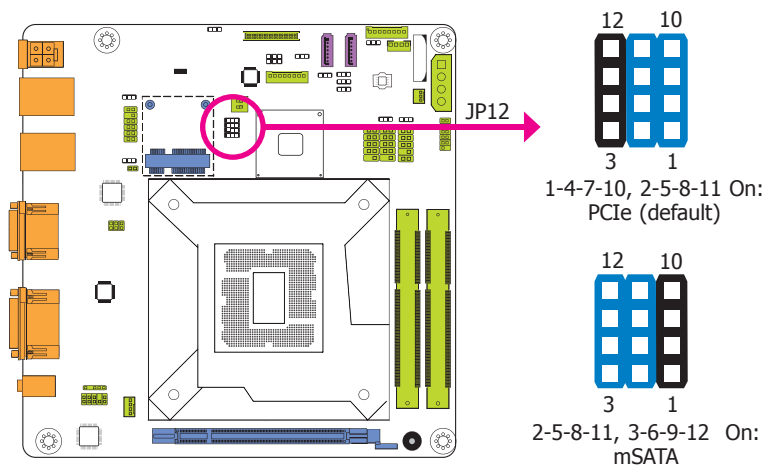 12 10
JP12
3 1
1-4-7-10, 2-5-8-11 On:
PCIe (default)
12 10
3 1
2-5-8-11, 3-6-9-12 On:
mSATA